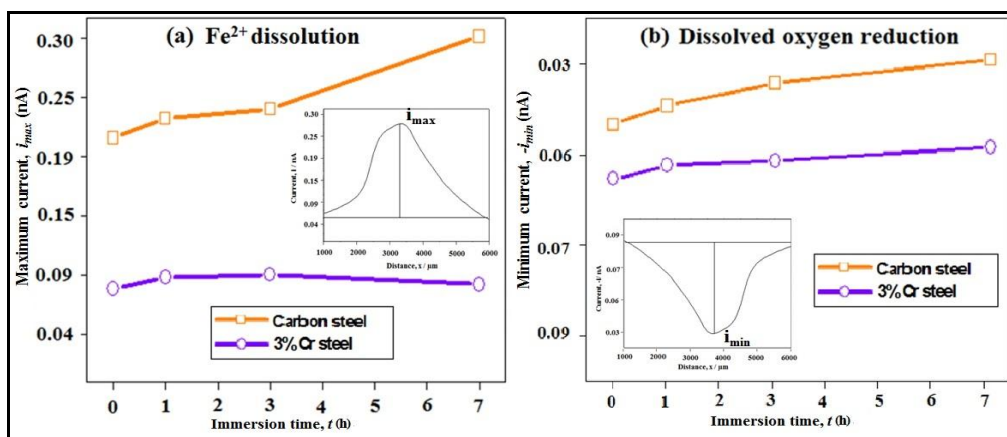 (a) Fe²⁺ dissolution
Maximum current, i_max (nA)
0.30
0.25
0.19
0.15
0.09
0.04
0 1 2 3 4 5 6 7
Immersion time, t (h)
Carbon steel
3%Cr steel
i_max
Current, I / nA
0.30
0.25
0.19
0.15
0.09
0.04
1000 2000 3000 4000 5000 6000
Distance, x / µm
(b) Dissolved oxygen reduction
Minimum current, -i_min (nA)
0.03
0.06
0.07
0.09
0 1 2 3 4 5 6 7
Immersion time, t (h)
Carbon steel
3%Cr steel
i_min
Current, -I/ nA
0.09
0.07
0.06
0.03
1000 2000 3000 4000 5000 6000
Distance, x / µm